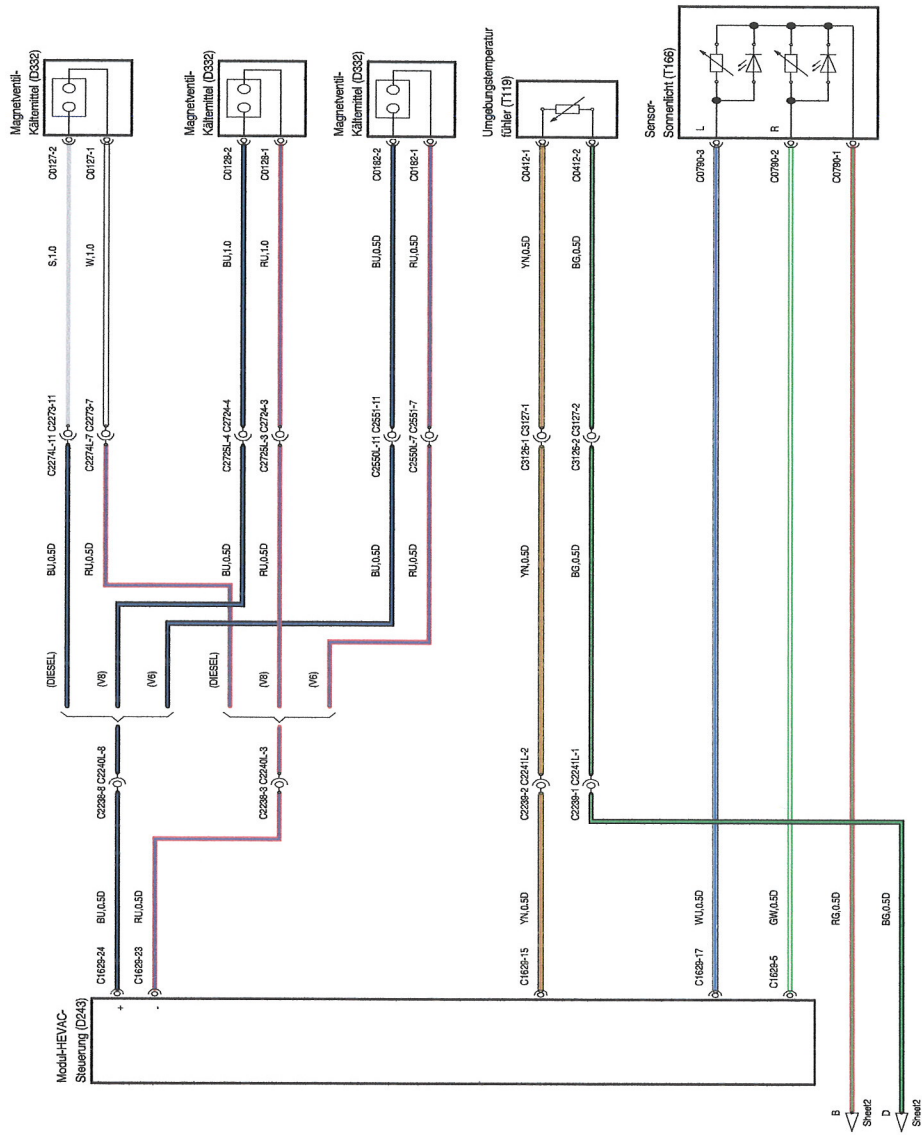 Magnetventil-
Kältemittel (D332)
Magnetventil-
Kältemittel (D332)
Magnetventil-
Kältemittel (D332)
Umgebungstemperatur
fühler (T119)
Sensor-
Sonnenlicht (T166)
L
R
C0127-2
C0127-1
C0128-2
C0128-1
C0182-2
C0182-1
C0412-1
C0412-2
C0790-3
C0790-2
C0790-1
S,1.0
W,1.0
BU,1.0
RU,1.0
BU,0.5D
RU,0.5D
YN,0.5D
BG,0.5D
C2274L-11 C2273-11
C2274L-7 C2273-7
C2725L-4 C2724-4
C2725L-3 C2724-3
C2550L-11 C2551-11
C2550L-7 C2551-7
C3126-1 C3127-1
C3126-2 C3127-2
BU,0.5D
RU,0.5D
BU,0.5D
RU,0.5D
BU,0.5D
RU,0.5D
YN,0.5D
BG,0.5D
(DIESEL)
(V8)
(V6)
(DIESEL)
(V8)
(V6)
C2238-8 C2240L-8
C2238-3 C2240L-3
C2239-2 C2241L-2
C2239-1 C2241L-1
BU,0.5D
RU,0.5D
YN,0.5D
WU,0.5D
GW,0.5D
RG,0.5D
BG,0.5D
C1629-24
C1629-23
C1629-15
C1629-17
C1629-5
+
-
Modul-HEVAC-
Steuerung (D243)
B
Sheet2
D
Sheet2